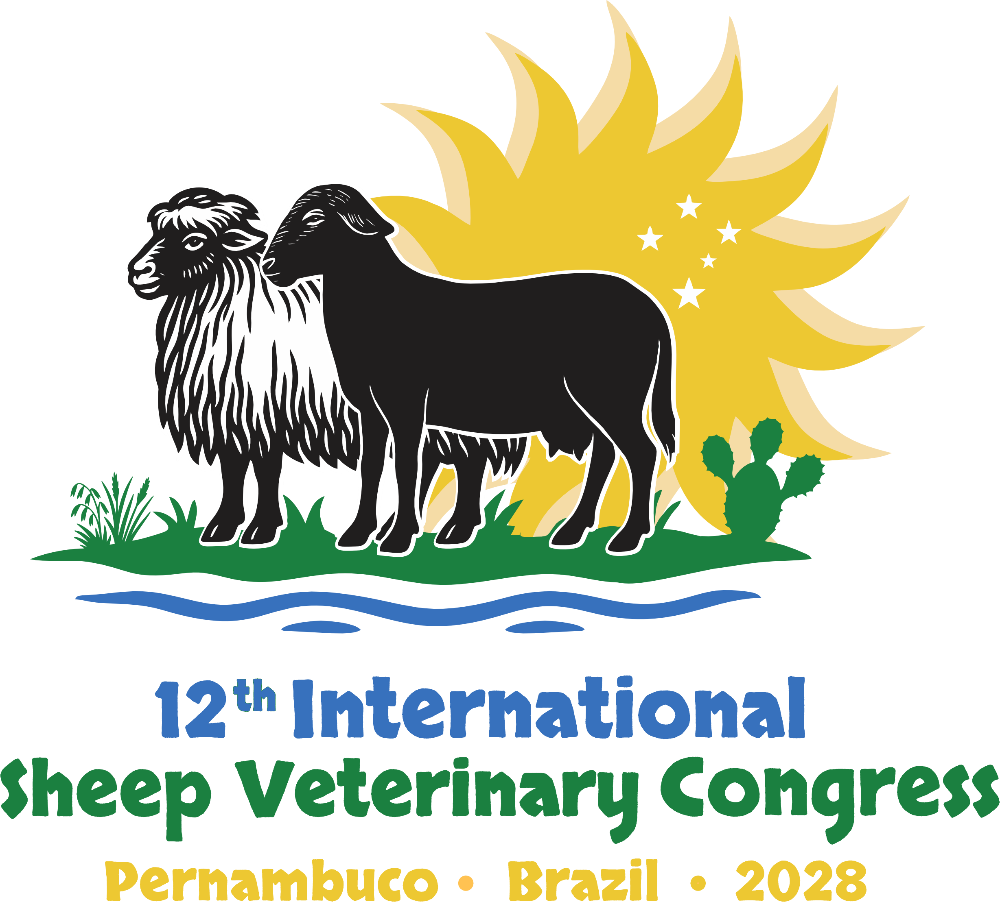 12th International
Sheep Veterinary Congress
Pernambuco • Brazil • 2028